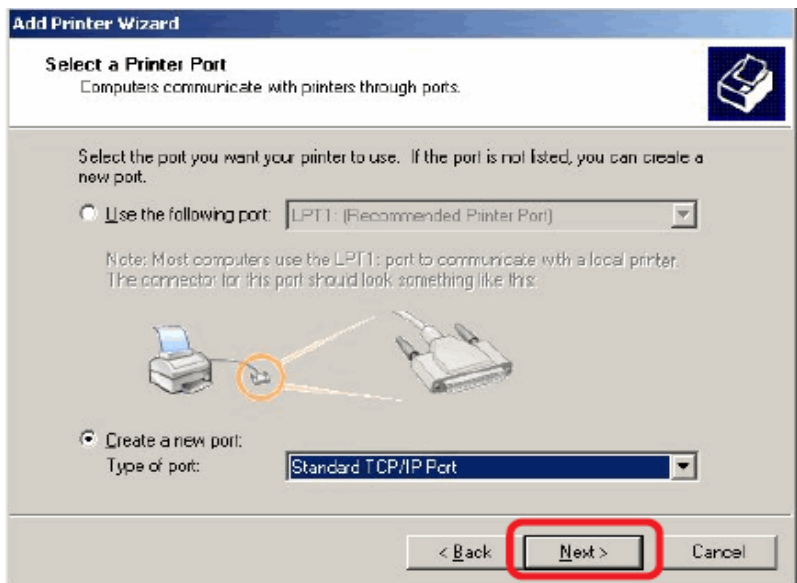 Add Printer Wizard
Select a Printer Port
Computers communicate with printers through ports.
Select the port you want your printer to use. If the port is not listed, you can create a
new port.
Use the following port: LPT1: (Recommended Printer Port)
Note: Most computers use the LPT1: port to communicate with a local printer.
The connector for this port should look something like this:
Create a new port:
Type of port: Standard TCP/IP Port
< Back Next > Cancel